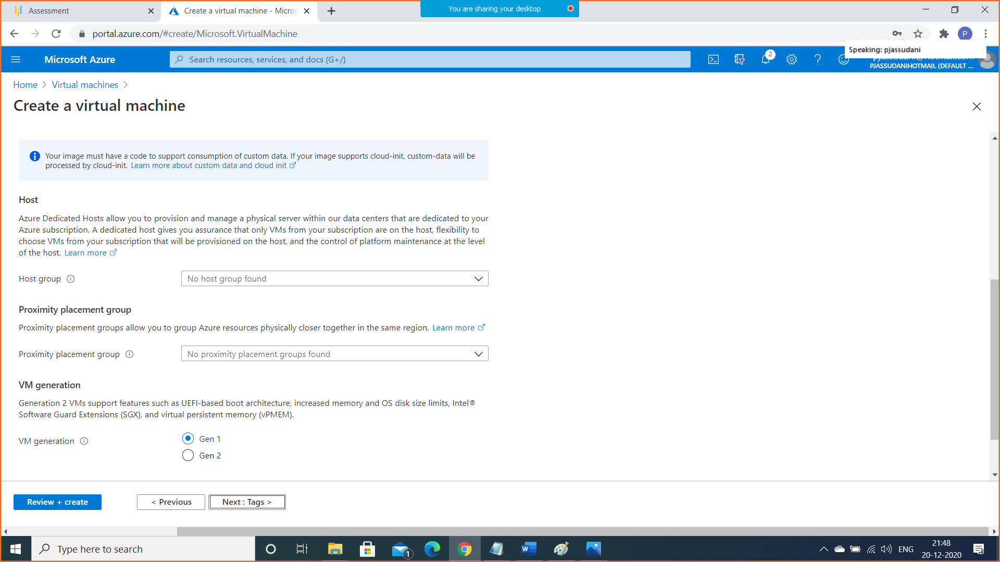 Assessment
Create a virtual machine - Micros
You are sharing your desktop
portal.azure.com/#create/Microsoft.VirtualMachine
P
Speaking: pjassudani
Microsoft Azure
Search resources, services, and docs (G+/)
2
PJASSUDANIHOTMAIL (DEFAULT ...
Home > Virtual machines >
Create a virtual machine
Your image must have a code to support consumption of custom data. If your image supports cloud-init, custom-data will be
processed by cloud-init. Learn more about custom data and cloud init
Host
Azure Dedicated Hosts allow you to provision and manage a physical server within our data centers that are dedicated to your
Azure subscription. A dedicated host gives you assurance that only VMs from your subscription are on the host, flexibility to
choose VMs from your subscription that will be provisioned on the host, and the control of platform maintenance at the level
of the host. Learn more
Host group
No host group found
Proximity placement group
Proximity placement groups allow you to group Azure resources physically closer together in the same region. Learn more
Proximity placement group
No proximity placement groups found
VM generation
Generation 2 VMs support features such as UEFI-based boot architecture, increased memory and OS disk size limits, Intel®
Software Guard Extensions (SGX), and virtual persistent memory (vPMEM).
VM generation
Gen 1
Gen 2
Review + create
< Previous
Next : Tags >
Type here to search
1
ENG
21:48
20-12-2020